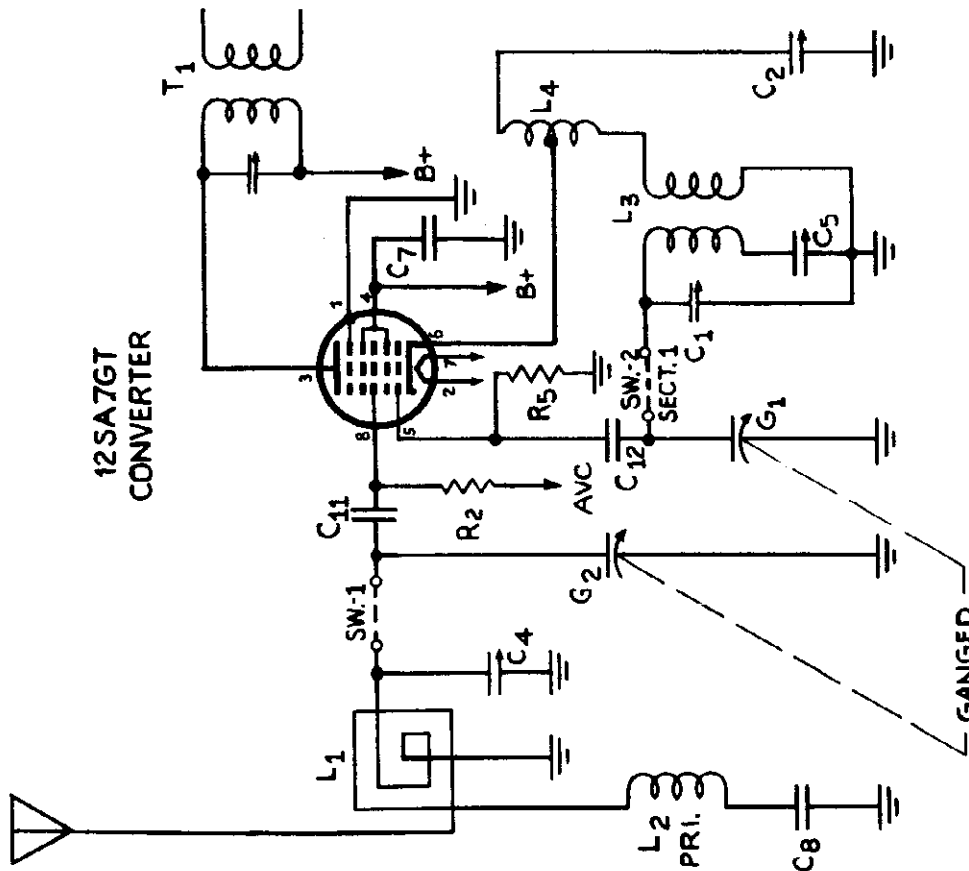 T1
12SA7GT
CONVERTER
B+
3
1
4
8
5
6
7
2
C7
B+
L4
C2
C11
R2
AVC
R5
L3
C5
C1
SW.-2
SECT.1
C12
G1
SW.-1
G2
C4
L1
L2
PRI.
C8
GANGED